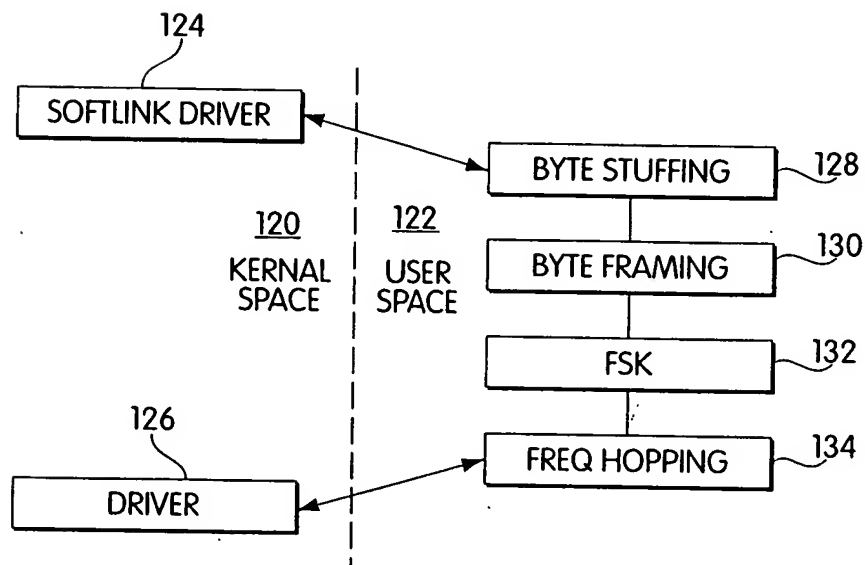 124
SOFTLINK DRIVER
BYTE STUFFING
128
120
KERNAL
SPACE
122
USER
SPACE
BYTE FRAMING
130
FSK
132
126
DRIVER
FREQ HOPPING
134